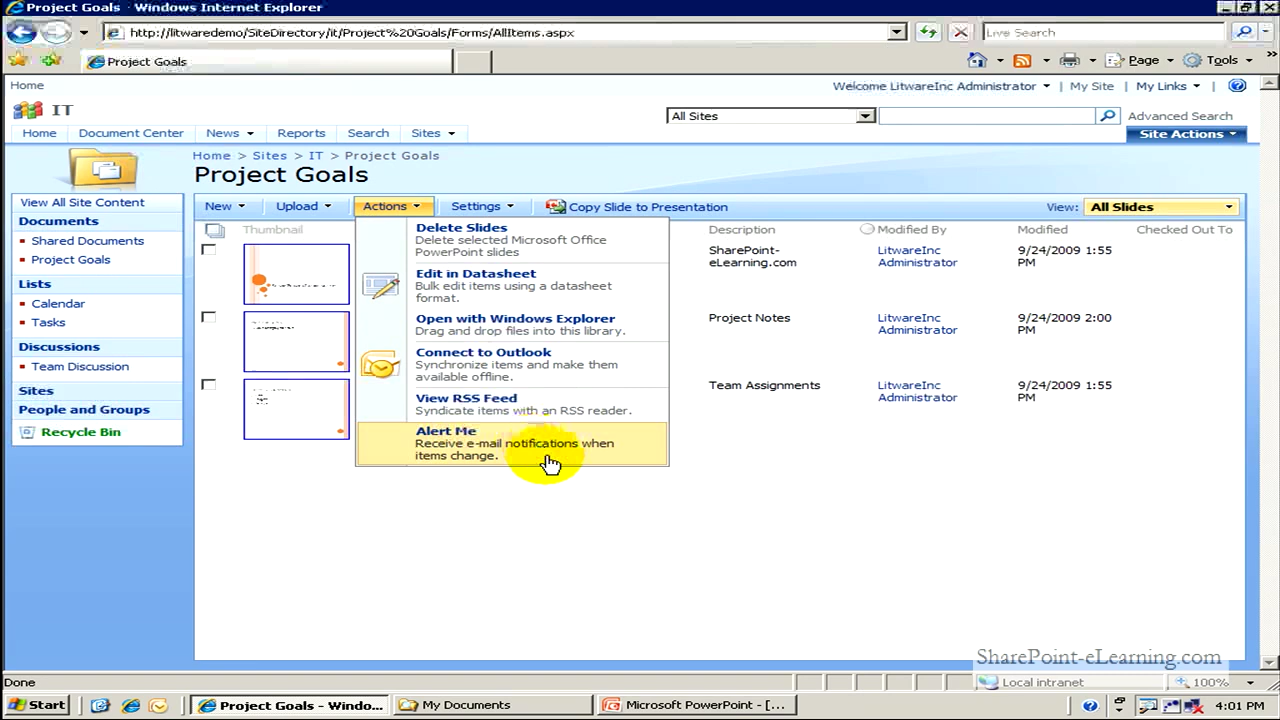 Project Goals - Windows Internet Explorer
http://litwaredemo/SiteDirectory/it/Project%20Goals/Forms/AllItems.aspx
Live Search
Project Goals
Page
Tools
Home
Welcome LitwareInc Administrator
My Site
My Links
IT
All Sites
Advanced Search
Home
Document Center
News
Reports
Search
Sites
Site Actions
Home > Sites > IT > Project Goals
Project Goals
View All Site Content
Documents
Shared Documents
Project Goals
Lists
Calendar
Tasks
Discussions
Team Discussion
Sites
People and Groups
Recycle Bin
New
Upload
Actions
Settings
Copy Slide to Presentation
View:
All Slides
Thumbnail
Description
Modified By
Modified
Checked Out To
Delete Slides
Delete selected Microsoft Office
PowerPoint slides
Edit in Datasheet
Bulk edit items using a datasheet
format.
Open with Windows Explorer
Drag and drop files into this library.
Connect to Outlook
Synchronize items and make them
available offline.
View RSS Feed
Syndicate items with an RSS reader.
Alert Me
Receive e-mail notifications when
items change.
SharePoint-
eLearning.com
LitwareInc
Administrator
9/24/2009 1:55
PM
Project Notes
LitwareInc
Administrator
9/24/2009 2:00
PM
Team Assignments
LitwareInc
Administrator
9/24/2009 1:55
PM
SharePoint-eLearning.com
Done
Local intranet
100%
Start
Project Goals - Windo...
My Documents
Microsoft PowerPoint - [...
4:01 PM